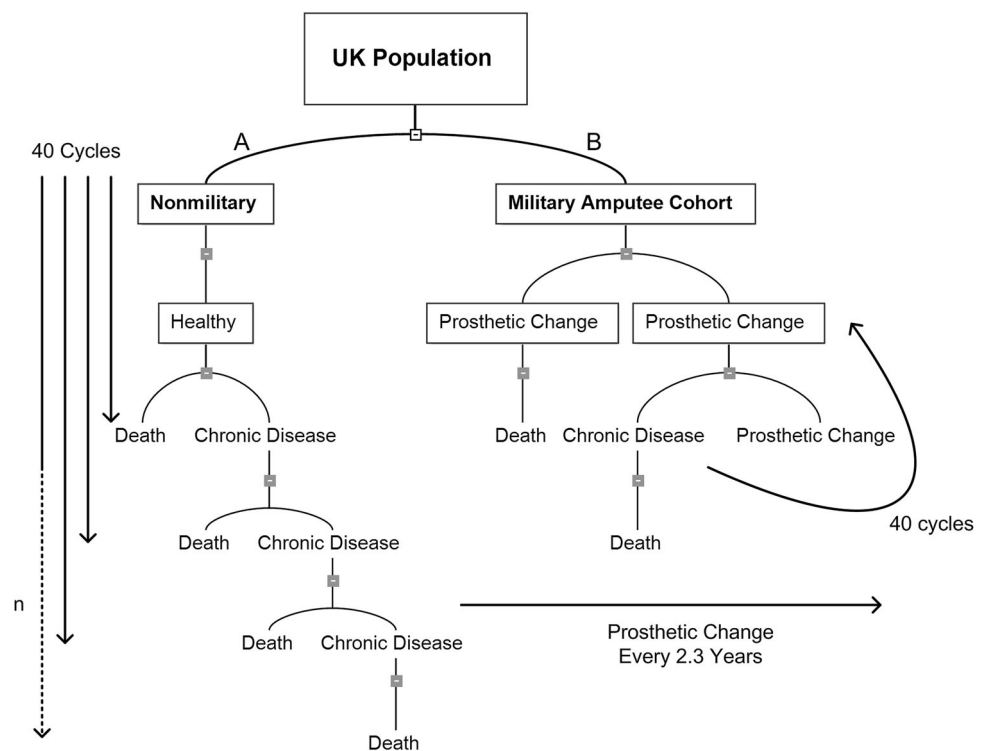 UK Population
A
B
40 Cycles
Nonmilitary
Military Amputee Cohort
Healthy
Prosthetic Change
Prosthetic Change
Death
Chronic Disease
Death
Chronic Disease
Prosthetic Change
40 cycles
Death
Chronic Disease
Death
n
Death
Chronic Disease
Prosthetic Change
Every 2.3 Years
Death